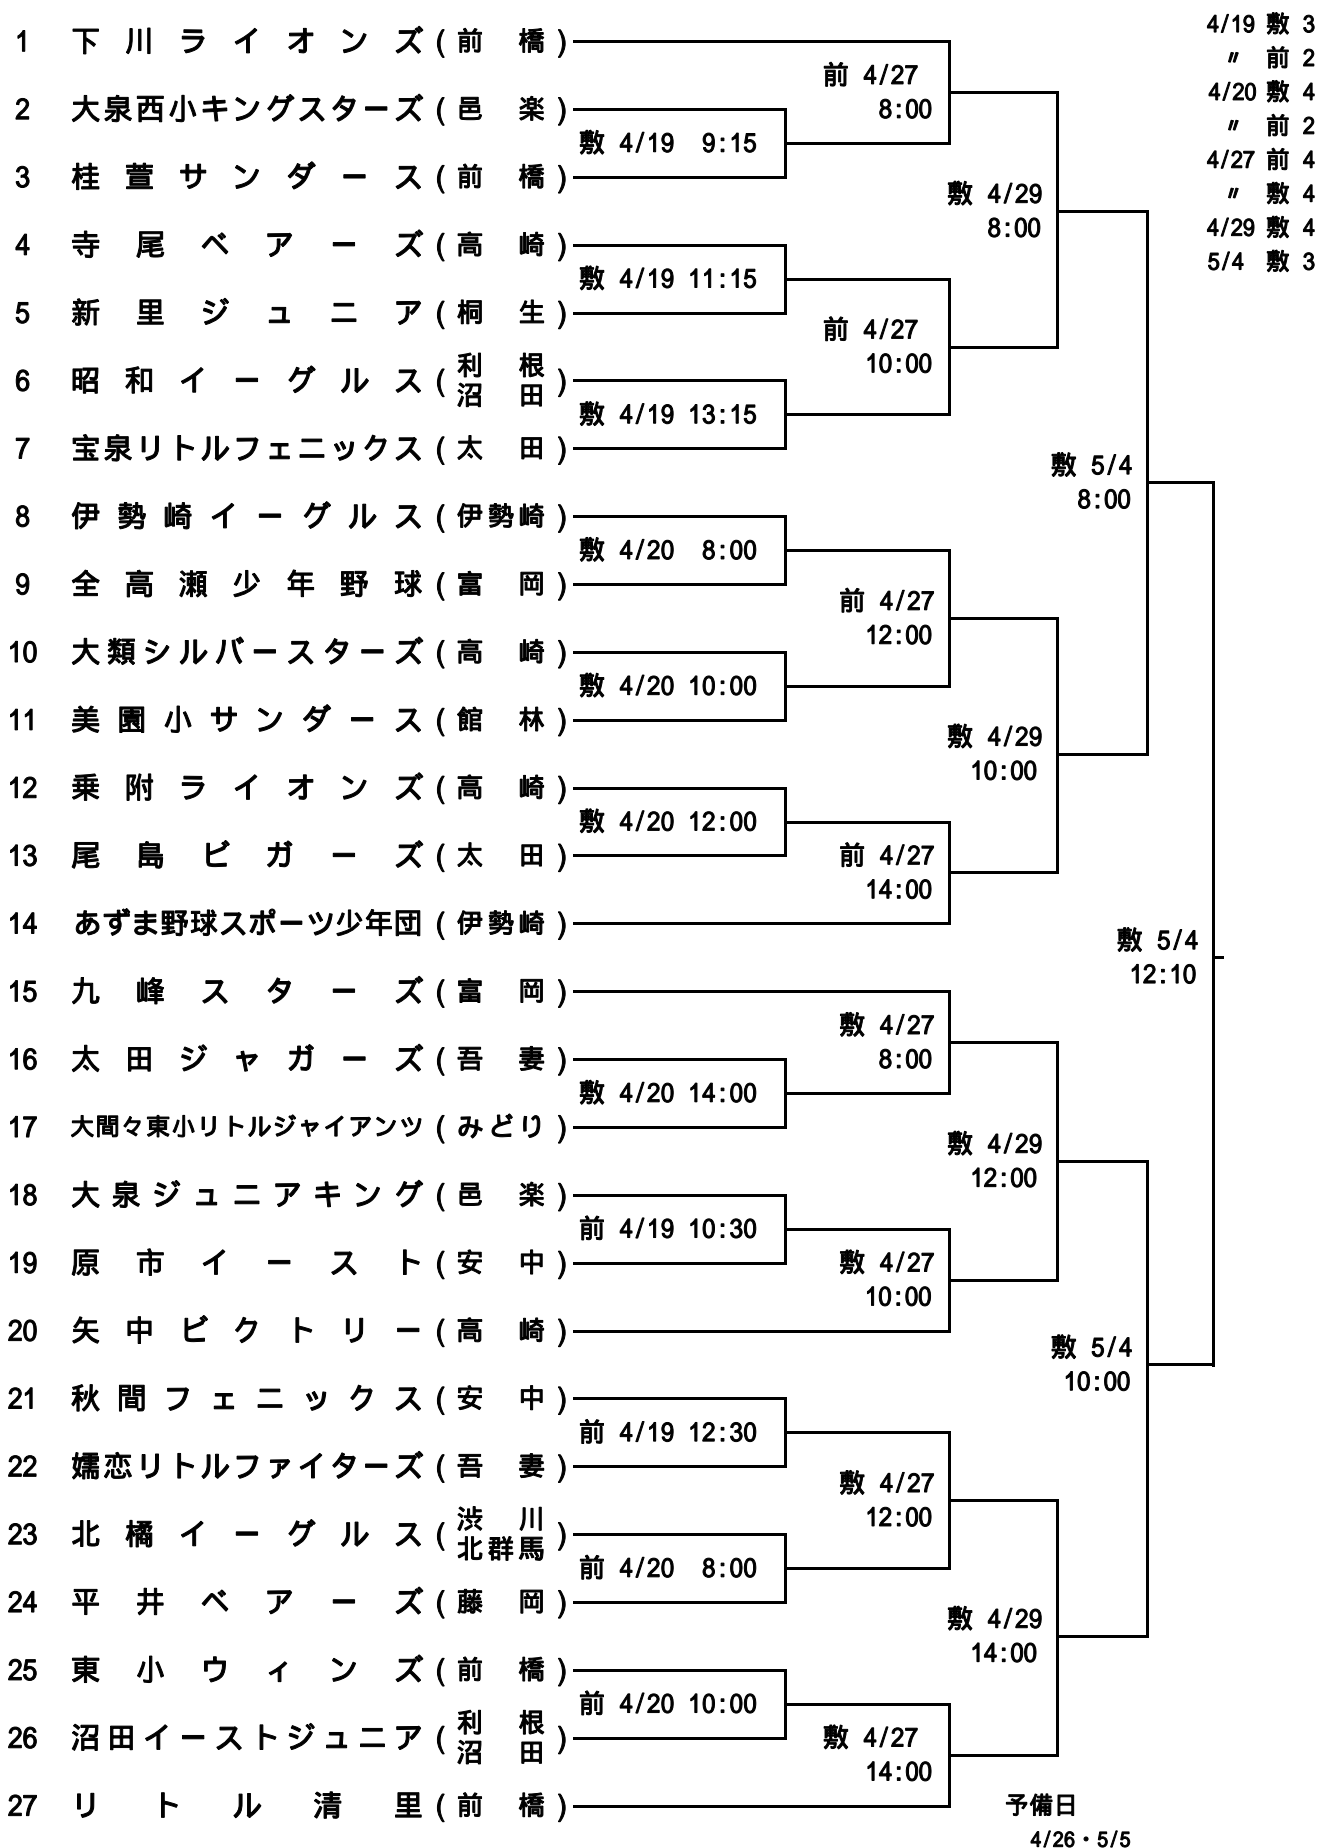 4/19 敷 3
〃 前 2
4/20 敷 4
〃 前 2
4/27 前 4
〃 敷 4
4/29 敷 4
5/4 敷 3
1 下川ライオンズ(前橋)
前 4/27
8:00
2 大泉西小キングスターズ(邑楽)
敷 4/19 9:15
3 桂萱サンダース(前橋)
敷 4/29
8:00
4 寺尾ベアーズ(高崎)
敷 4/19 11:15
5 新里ジュニア(桐生)
前 4/27
10:00
6 昭和イーグルス(利根沼田)
敷 4/19 13:15
7 宝泉リトルフェニックス(太田)
敷 5/4
8:00
8 伊勢崎イーグルス(伊勢崎)
敷 4/20 8:00
9 全高瀬少年野球(富岡)
前 4/27
12:00
10 大類シルバースターズ(高崎)
敷 4/20 10:00
11 美園小サンダース(館林)
敷 4/29
10:00
12 乗附ライオンズ(高崎)
敷 4/20 12:00
13 尾島ビガーズ(太田)
前 4/27
14:00
14 あずま野球スポーツ少年団(伊勢崎)
敷 5/4
12:10
15 九峰スターズ(富岡)
敷 4/27
8:00
16 太田ジャガーズ(吾妻)
敷 4/20 14:00
17 大間々東小リトルジャイアンツ(みどり)
敷 4/29
12:00
18 大泉ジュニアキング(邑楽)
前 4/19 10:30
19 原市イースト(安中)
敷 4/27
10:00
20 矢中ビクトリー(高崎)
敷 5/4
10:00
21 秋間フェニックス(安中)
前 4/19 12:30
22 嬬恋リトルファイターズ(吾妻)
敷 4/27
12:00
23 北橘イーグルス(渋川北群馬)
前 4/20 8:00
24 平井ベアーズ(藤岡)
敷 4/29
14:00
25 東小ウィンズ(前橋)
前 4/20 10:00
26 沼田イーストジュニア(利根沼田)
敷 4/27
14:00
27 リトル清里(前橋)
予備日
4/26・5/5